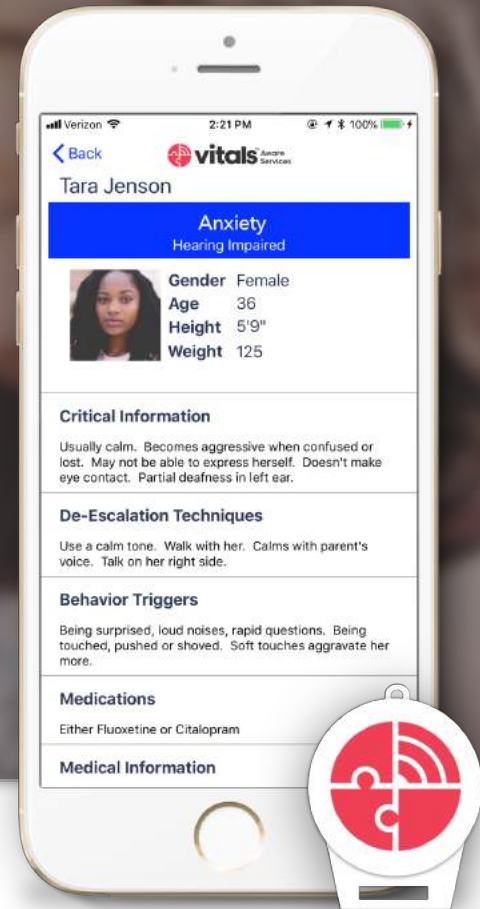 Verizon 2:21 PM 100%
Back vitals™ Aware Services
Tara Jenson
Anxiety
Hearing Impaired
Gender Female
Age 36
Height 5'9"
Weight 125
Critical Information
Usually calm. Becomes aggressive when confused or
lost. May not be able to express herself. Doesn't make
eye contact. Partial deafness in left ear.
De-Escalation Techniques
Use a calm tone. Walk with her. Calms with parent's
voice. Talk on her right side.
Behavior Triggers
Being surprised, loud noises, rapid questions. Being
touched, pushed or shoved. Soft touches aggravate her
more.
Medications
Either Fluoxetine or Citalopram
Medical Information